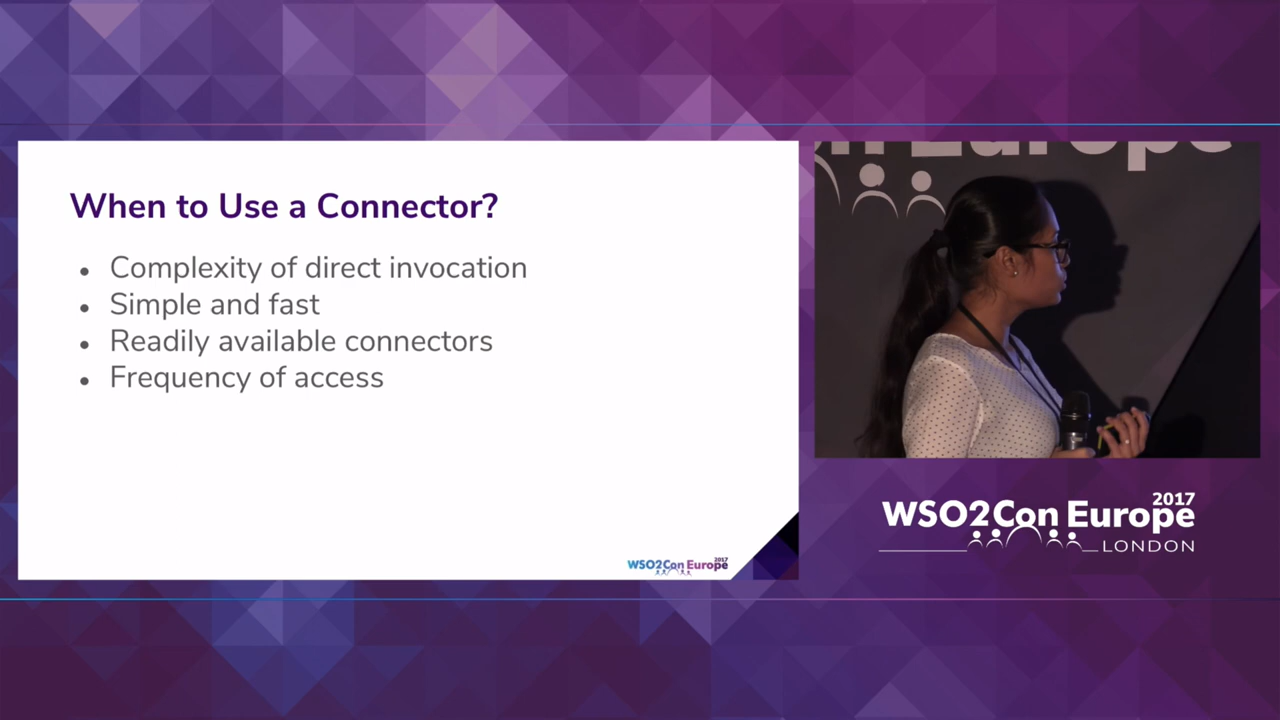 When to Use a Connector?
• Complexity of direct invocation
• Simple and fast
• Readily available connectors
• Frequency of access
WSO2Con Europe 2017
Europe
WSO2Con Europe 2017
LONDON